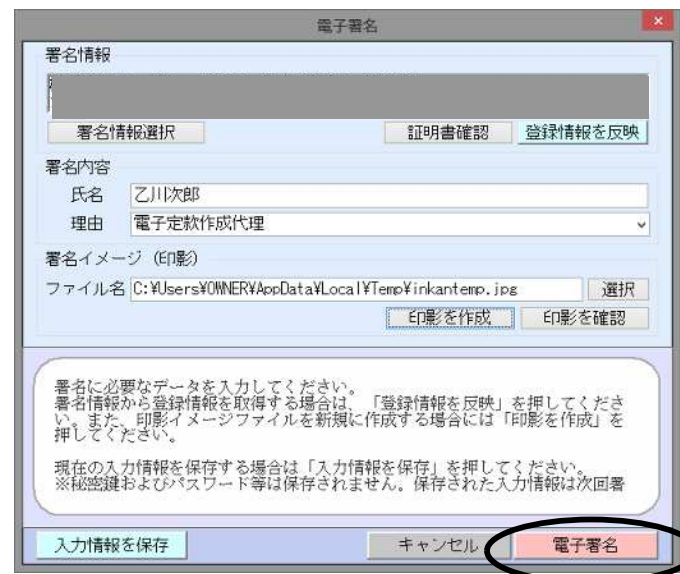 電子署名
署名情報
署名情報選択 証明書確認 登録情報を反映
署名内容
氏名 乙川次郎
理由 電子定款作成代理
署名イメージ（印影）
ファイル名 C:¥Users¥OWNER¥AppData¥Local¥Temp¥inkantemp.jpg 選択
印影を作成 印影を確認
署名に必要なデータを入力してください。
署名情報から登録情報を取得する場合は、「登録情報を反映」を押してくださ
い。また、印影イメージファイルを新規に作成する場合には「印影を作成」を
押してください。
現在の入力情報を保存する場合は「入力情報を保存」を押してください。
※秘密鍵およびパスワード等は保存されません。保存された入力情報は次回署
入力情報を保存 キャンセル 電子署名